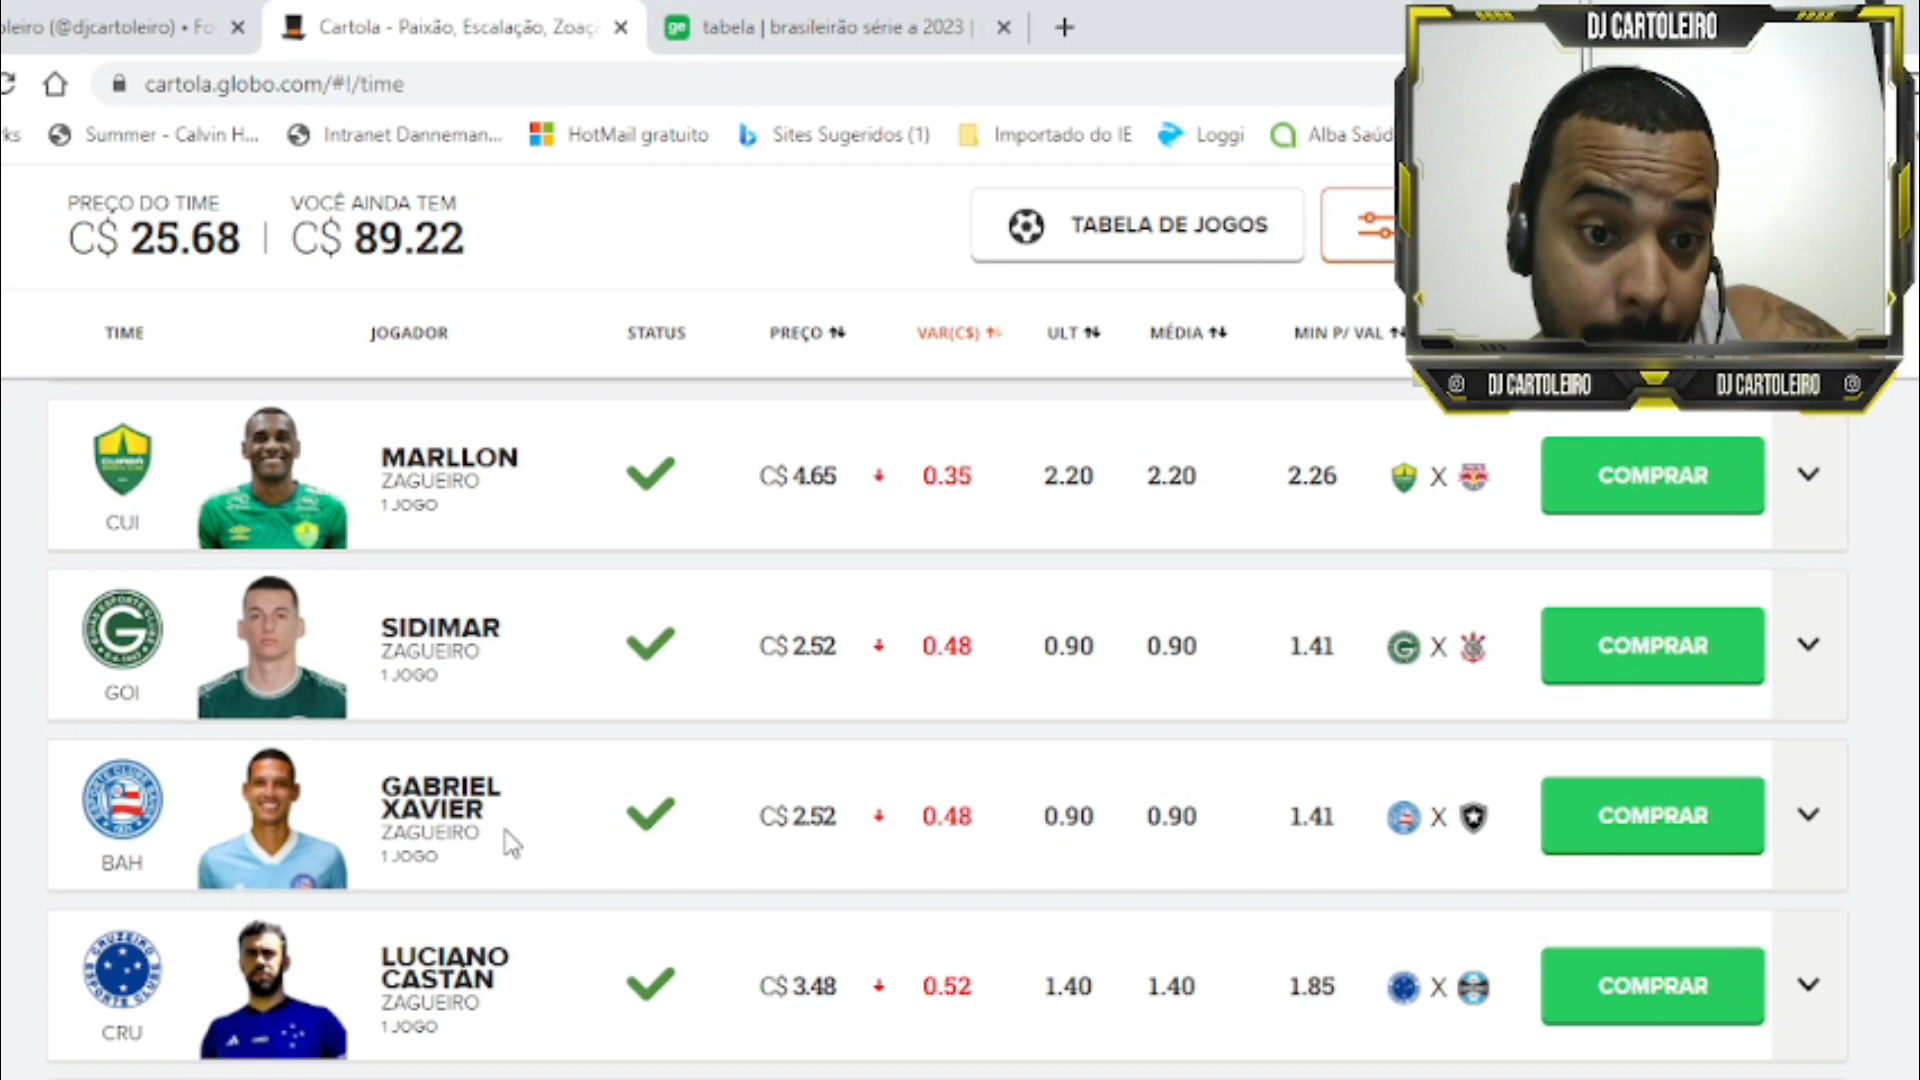 oleiro (@djcartoleiro) • Fo
Cartola - Paixão, Escalação, Zoaç
ge tabela | brasileirão série a 2023 |
cartola.globo.com/#!/time
ks
Summer - Calvin H...
Intranet Danneman...
HotMail gratuito
Sites Sugeridos (1)
Importado do IE
Loggi
Alba Saúd
DJ CARTOLEIRO
DJ CARTOLEIRO
DJ CARTOLEIRO
PREÇO DO TIME
C$ 25.68
VOCÊ AINDA TEM
C$ 89.22
TABELA DE JOGOS
TIME JOGADOR STATUS PREÇO VAR(C$) ULT MÉDIA MIN P/ VAL
CUI
MARLLON
ZAGUEIRO
1 JOGO
C$ 4.65 0.35 2.20 2.20 2.26 X COMPRAR
GOI
SIDIMAR
ZAGUEIRO
1 JOGO
C$ 2.52 0.48 0.90 0.90 1.41 X COMPRAR
BAH
GABRIEL
XAVIER
ZAGUEIRO
1 JOGO
C$ 2.52 0.48 0.90 0.90 1.41 X COMPRAR
CRU
LUCIANO
CASTÁN
ZAGUEIRO
1 JOGO
C$ 3.48 0.52 1.40 1.40 1.85 X COMPRAR